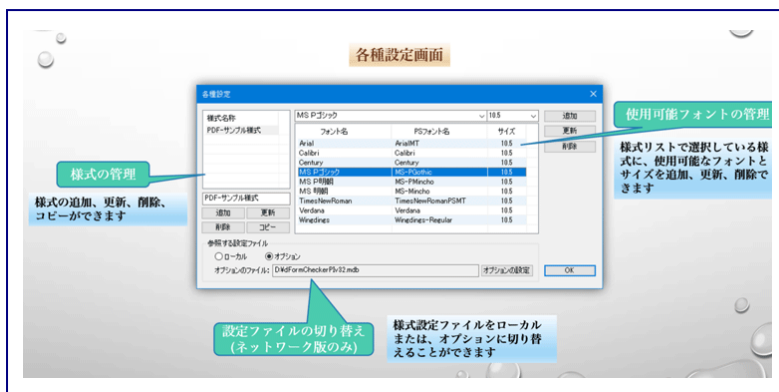 各種設定画面
各種設定
様式名称
PDF-サンプル様式
MS Pゴシック 10.5 追加
フォント名 PSフォント名 サイズ 更新
削除
Arial ArialMT 10.5
Calibri Calibri 10.5
Century Century 10.5
MS Pゴシック MS-PGothic 10.5
MS P明朝 MS-PMincho 10.5
MS 明朝 MS-Mincho 10.5
TimesNewRoman TimesNewRomanPSMT 10.5
Verdana Verdana 10.5
Wingdings Wingdings-Regular 10.5
PDF-サンプル様式
追加 更新
削除 コピー
参照する設定ファイル
ローカル オプション
オプションのファイル: オプションの設定 OK
使用可能フォントの管理
様式リストで選択している様
式に、使用可能なフォントと
サイズを追加、更新、削除で
きます
様式の管理
様式の追加、更新、削除、
コピーができます
設定ファイルの切り替え
(ネットワーク版のみ)
様式設定ファイルをローカル
または、オプションに切り替
えることができます